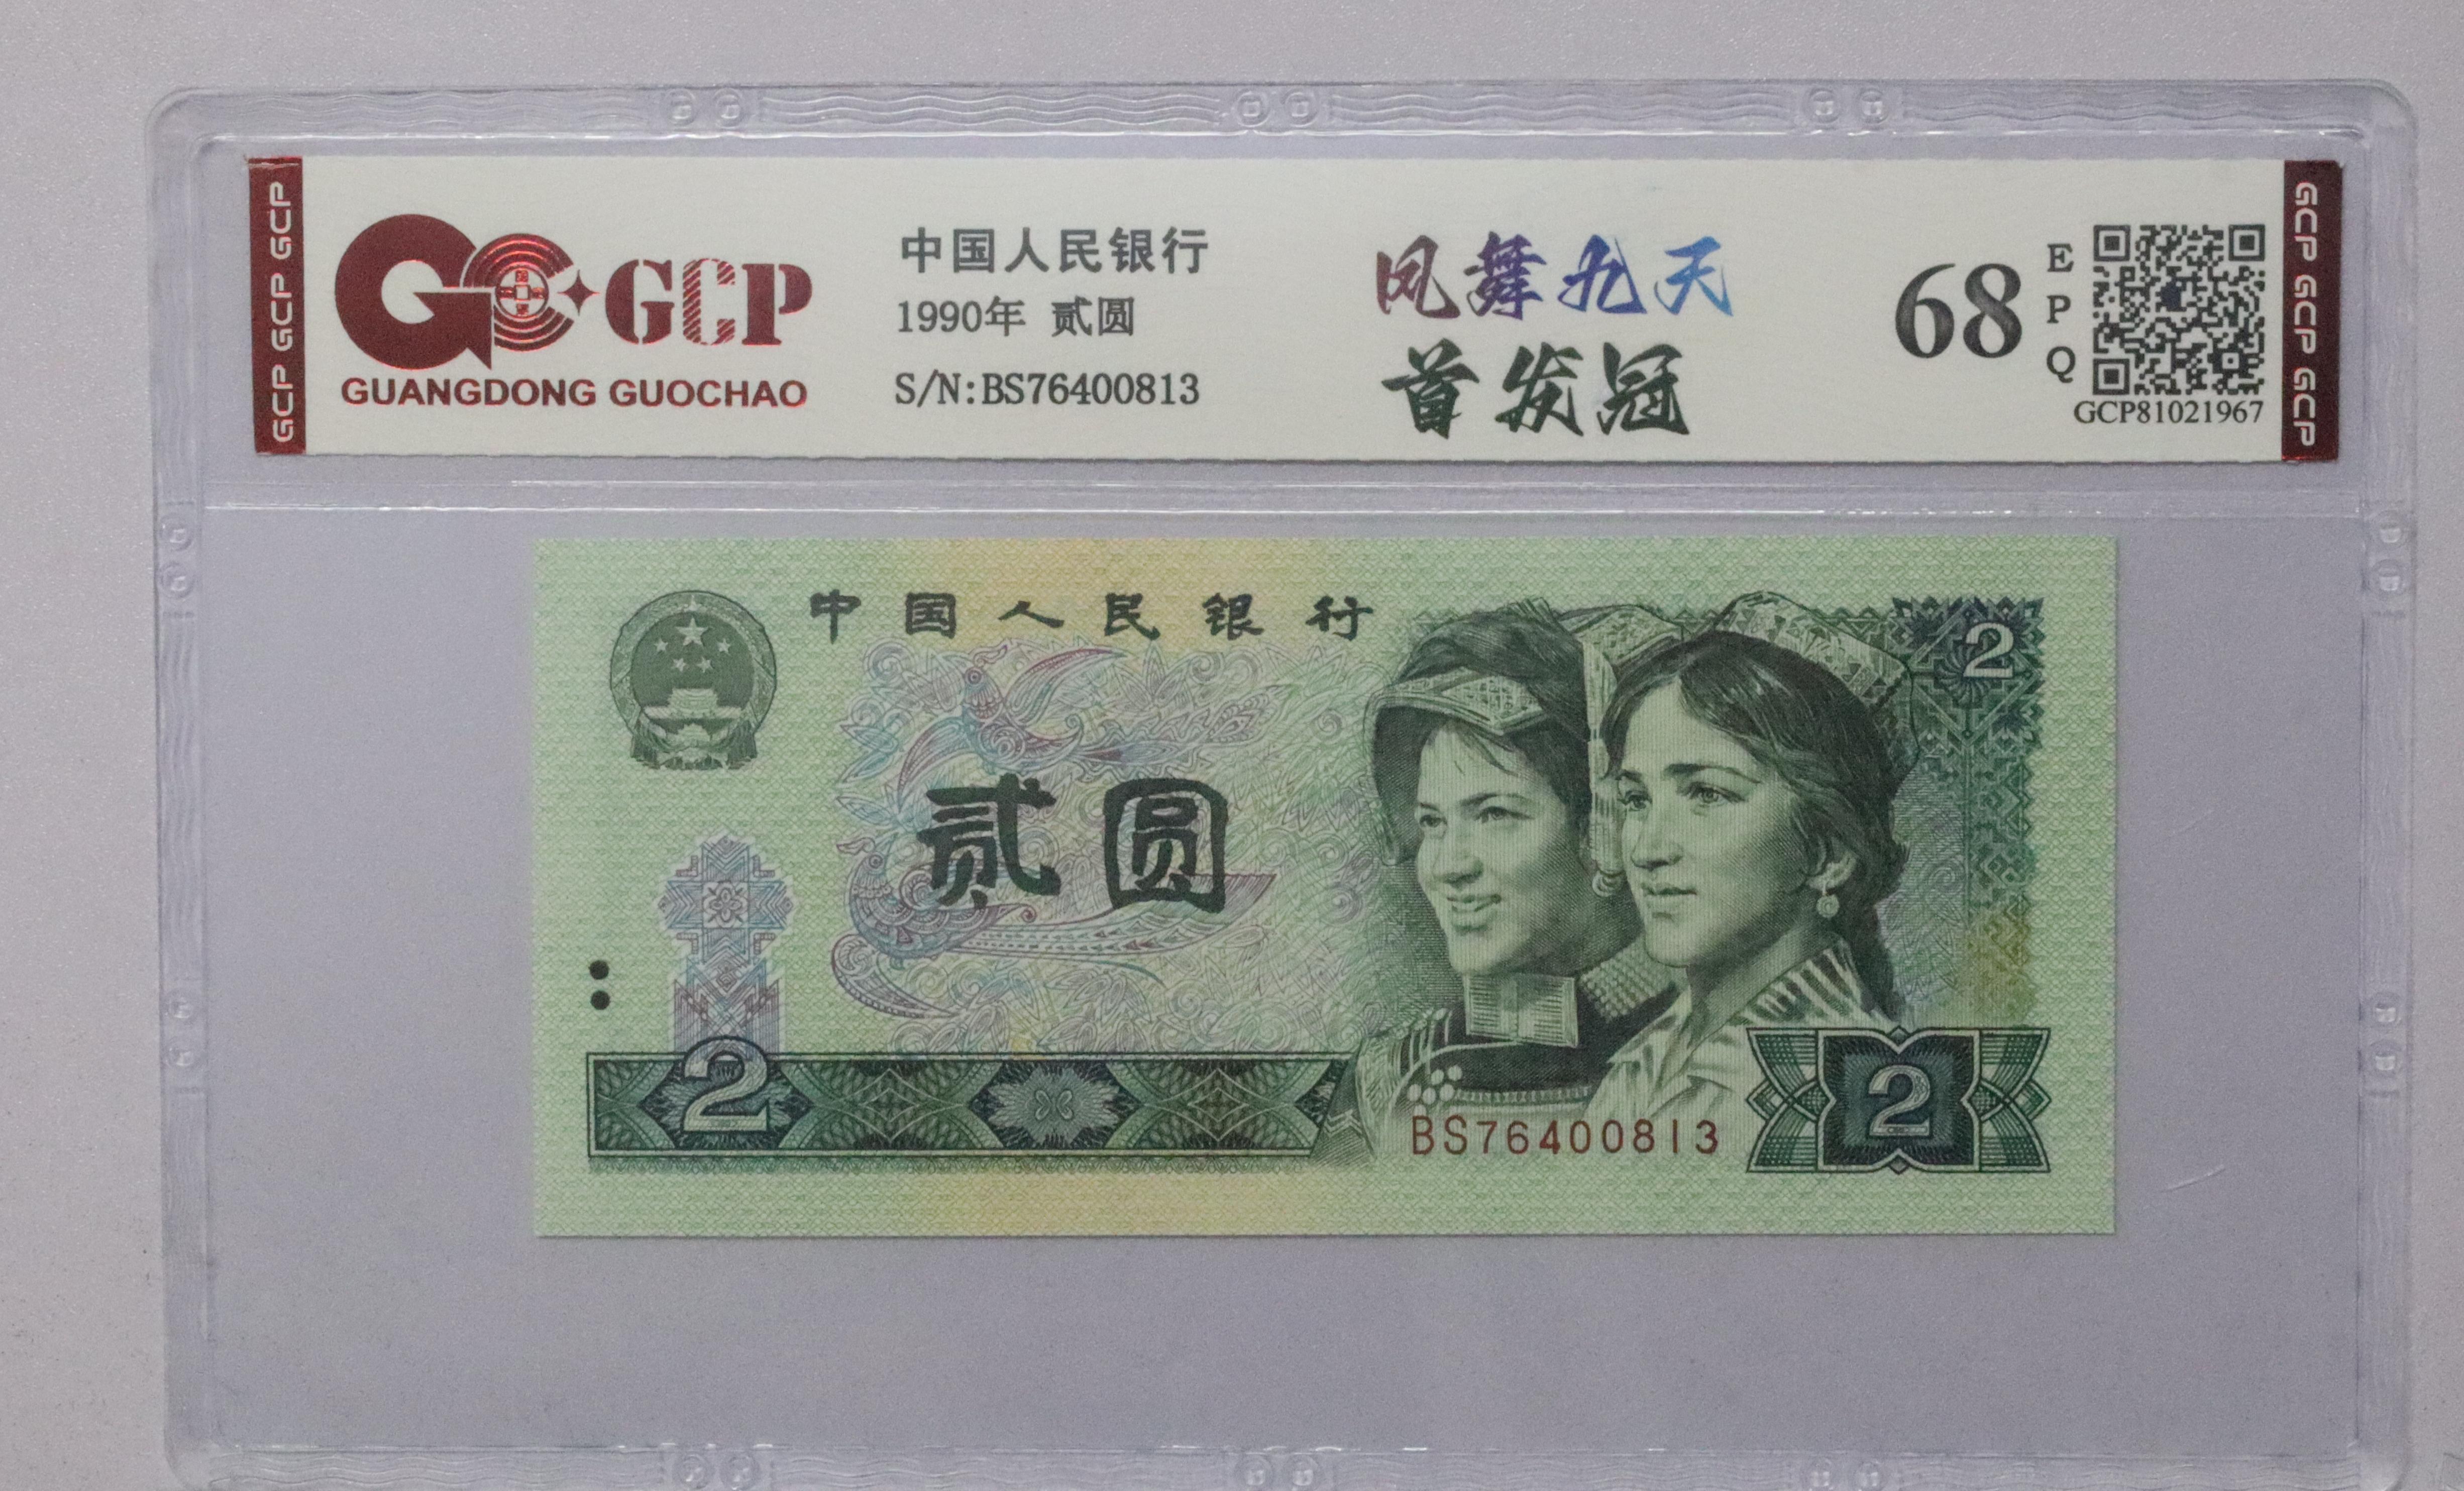 GCP GCP GCP
GCP
GUANGDONG GUOCHAO
中国人民银行
1990年 贰圆
S/N:BS76400813
凤舞九天
首发冠
68
E
P
Q
GCP81021967
GCP GCP GCP
中国人民银行
2
贰圆
2
BS76400813
2